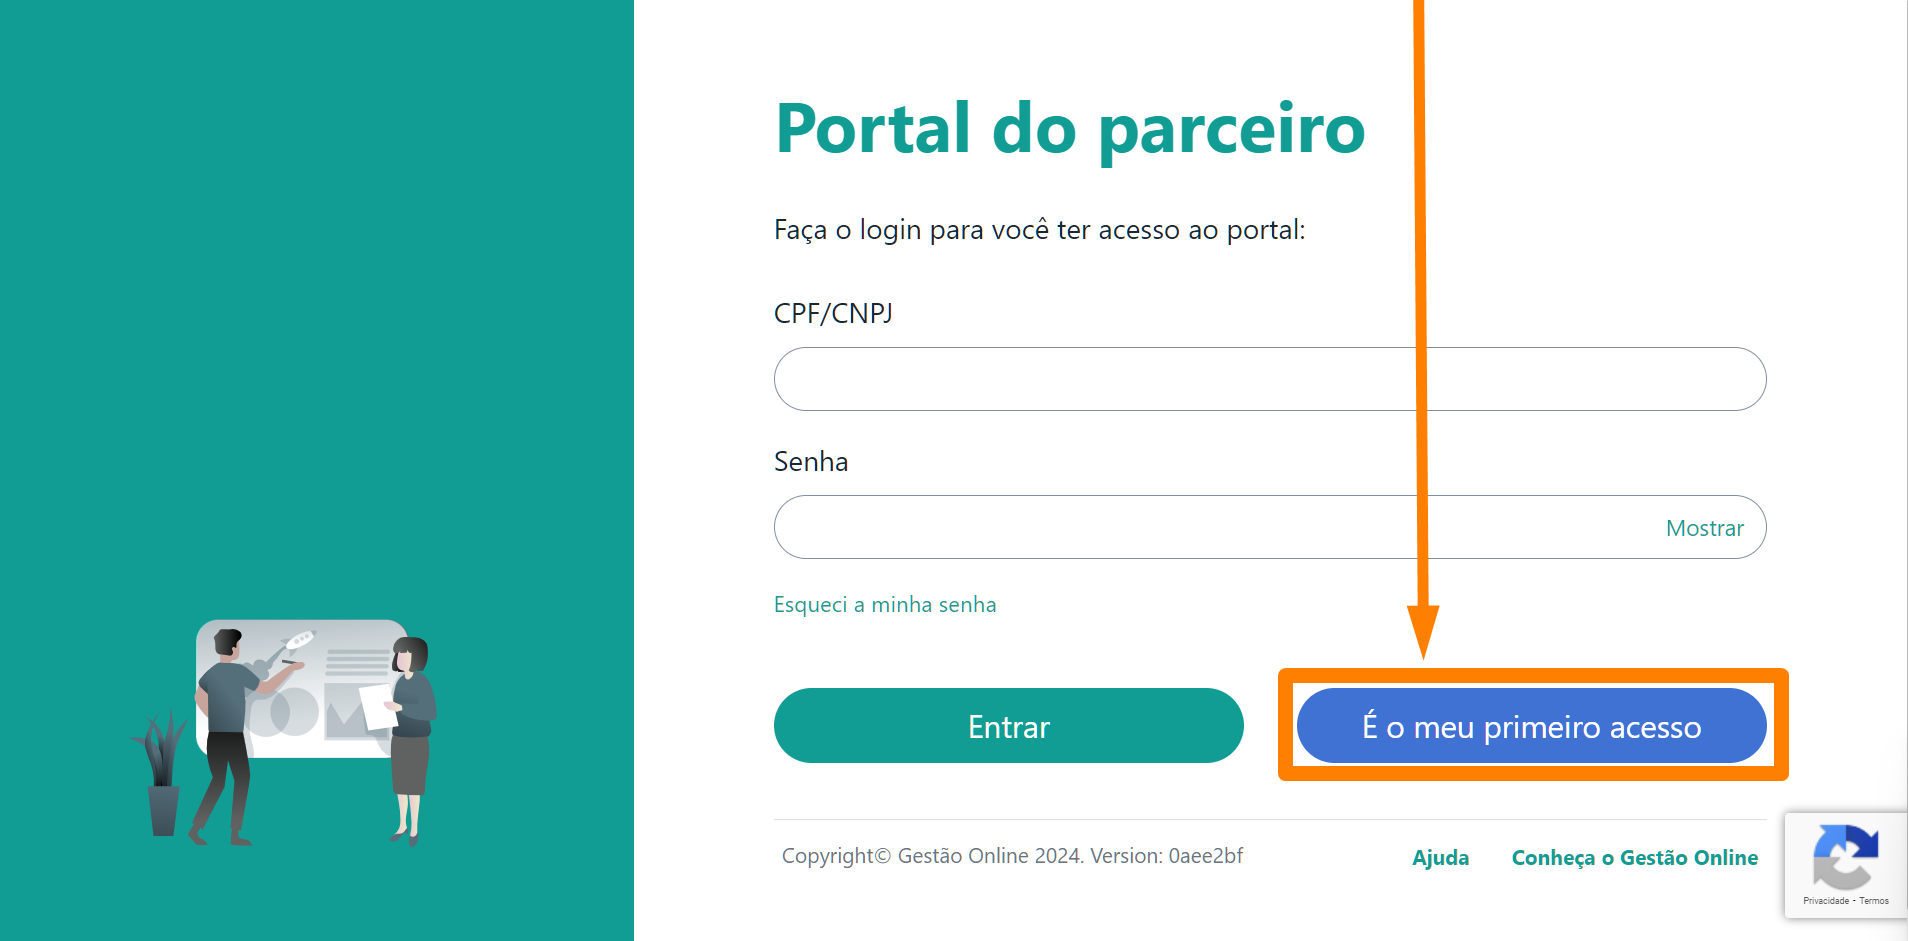 Portal do parceiro
Faça o login para você ter acesso ao portal:
CPF/CNPJ
Senha
Mostrar
Esqueci a minha senha
Entrar
É o meu primeiro acesso
Copyright© Gestão Online 2024. Version: 0aee2bf
Ajuda
Conheça o Gestão Online
Privacidade - Termos